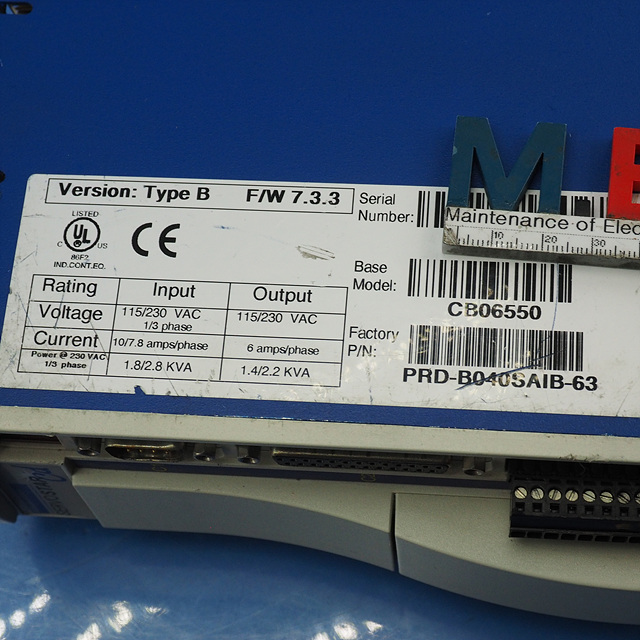 Version: Type B F/W 7.3.3
Serial Number:
M E
Maintenance of Elec
10 20 30
LISTED
C UL US
86F2
IND.CONT.EQ.
CE
Base Model:
CB06550
Factory P/N:
PRD-B040SAIB-63
Rating Input Output
Voltage 115/230 VAC 1/3 phase 115/230 VAC
Current 10/7.8 amps/phase 6 amps/phase
Power @ 230 VAC 1/3 phase 1.8/2.8 KVA 1.4/2.2 KVA